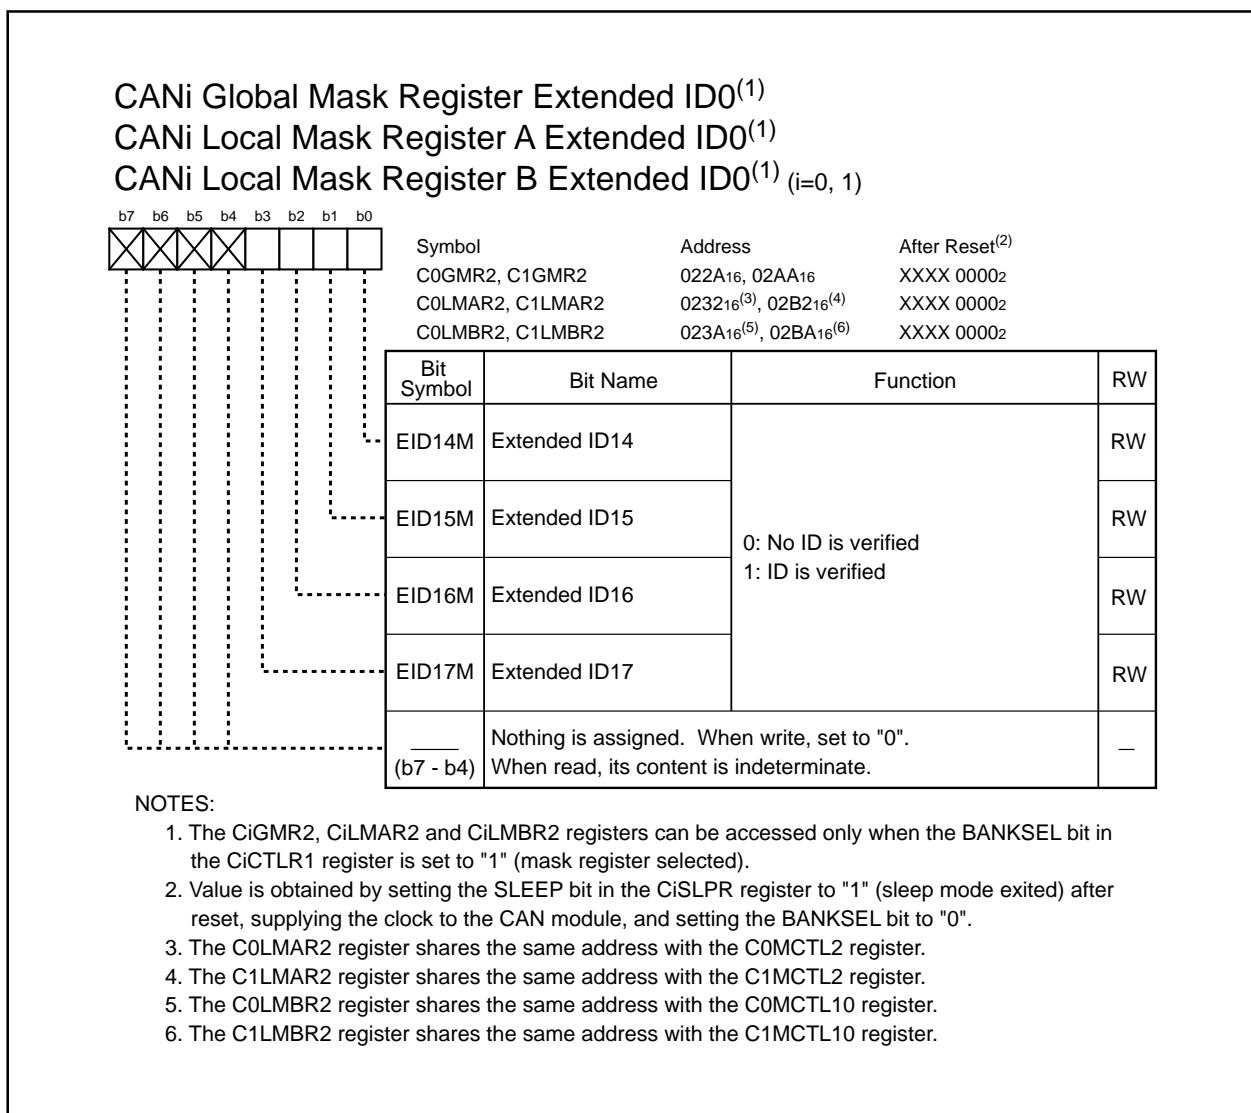 CANi Global Mask Register Extended ID0(1)
CANi Local Mask Register A Extended ID0(1)
CANi Local Mask Register B Extended ID0(1) (i=0, 1)
b7 b6 b5 b4 b3 b2 b1 b0
Symbol Address After Reset(2)
C0GMR2, C1GMR2 022A16, 02AA16 XXXX 00002
C0LMAR2, C1LMAR2 023216(3), 02B216(4) XXXX 00002
C0LMBR2, C1LMBR2 023A16(5), 02BA16(6) XXXX 00002
Bit Symbol Bit Name Function RW
EID14M Extended ID14 RW
EID15M Extended ID15 RW
0: No ID is verified
1: ID is verified
EID16M Extended ID16 RW
EID17M Extended ID17 RW
(b7 - b4) Nothing is assigned. When write, set to "0". —
When read, its content is indeterminate.
NOTES:
1. The CiGMR2, CiLMAR2 and CiLMBR2 registers can be accessed only when the BANKSEL bit in
the CiCTLR1 register is set to "1" (mask register selected).
2. Value is obtained by setting the SLEEP bit in the CiSLPR register to "1" (sleep mode exited) after
reset, supplying the clock to the CAN module, and setting the BANKSEL bit to "0".
3. The C0LMAR2 register shares the same address with the C0MCTL2 register.
4. The C1LMAR2 register shares the same address with the C1MCTL2 register.
5. The C0LMBR2 register shares the same address with the C0MCTL10 register.
6. The C1LMBR2 register shares the same address with the C1MCTL10 register.